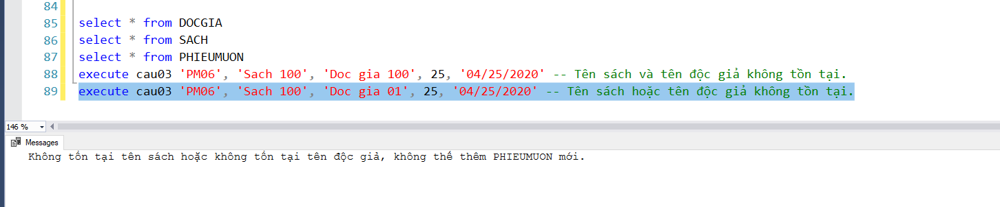 84
85 select * from DOCGIA
86 select * from SACH
87 select * from PHIEUMUON
88 execute cau03 'PM06', 'Sach 100', 'Doc gia 100', 25, '04/25/2020' -- Tên sách và tên độc giả không tồn tại.
89 execute cau03 'PM06', 'Sach 100', 'Doc gia 01', 25, '04/25/2020' -- Tên sách hoặc tên độc giả không tồn tại.
146 %
Messages
Không tồn tại tên sách hoặc không tồn tại tên độc giả, không thể thêm PHIEUMUON mới.